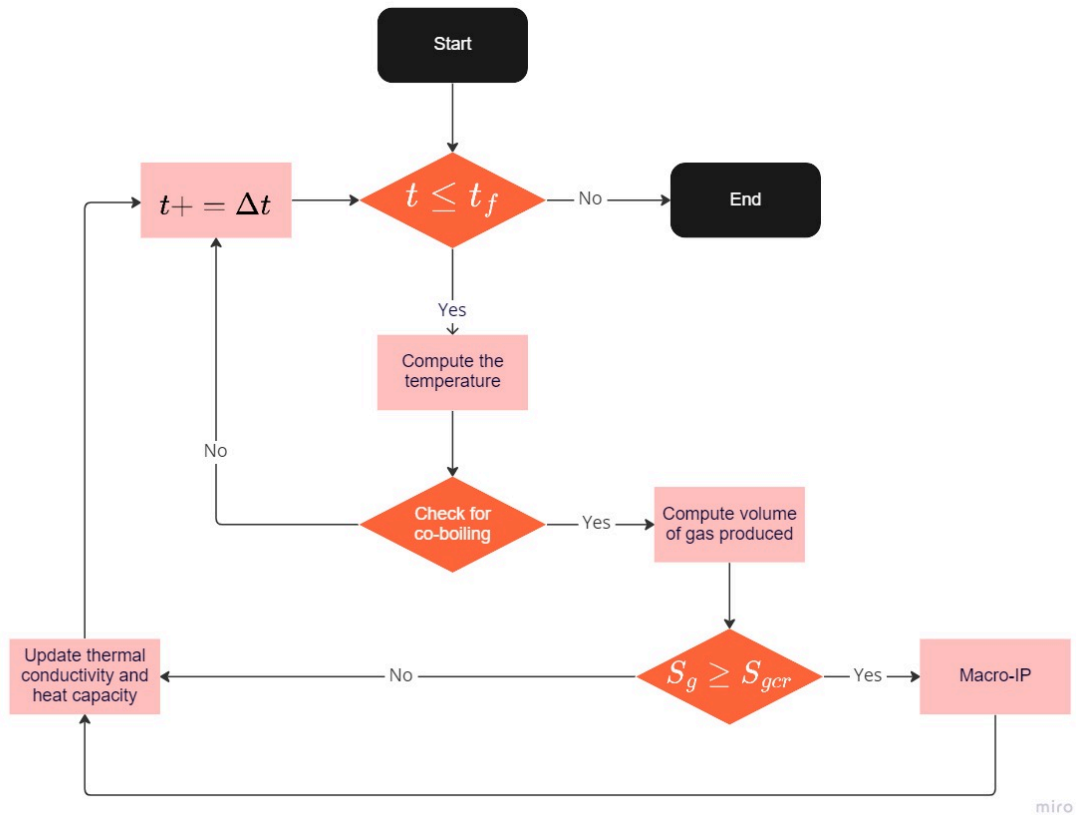 Start
t+ = Δt
t ≤ t_f
No
End
Yes
Compute the
temperature
No
Check for
co-boiling
Yes
Compute volume
of gas produced
Update thermal
conductivity and
heat capacity
No
S_g ≥ S_gcr
Yes
Macro-IP
miro